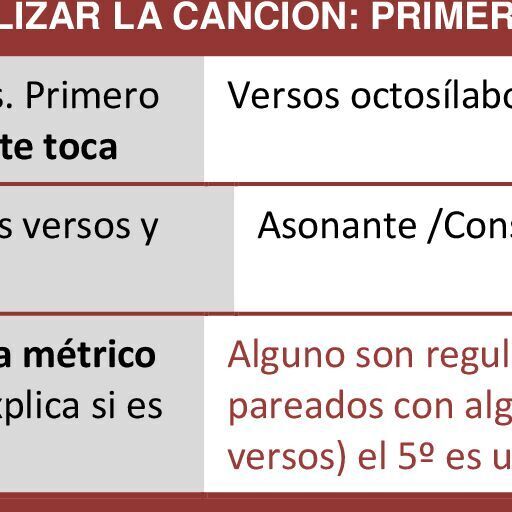 LIZAR LA CANCIÓN: PRIMER
s. Primero
te toca
Versos octosílabo
s versos y
Asonante /Cons
a métrico
xplica si es
Alguno son regul
pareados con alg
versos) el 5º es u